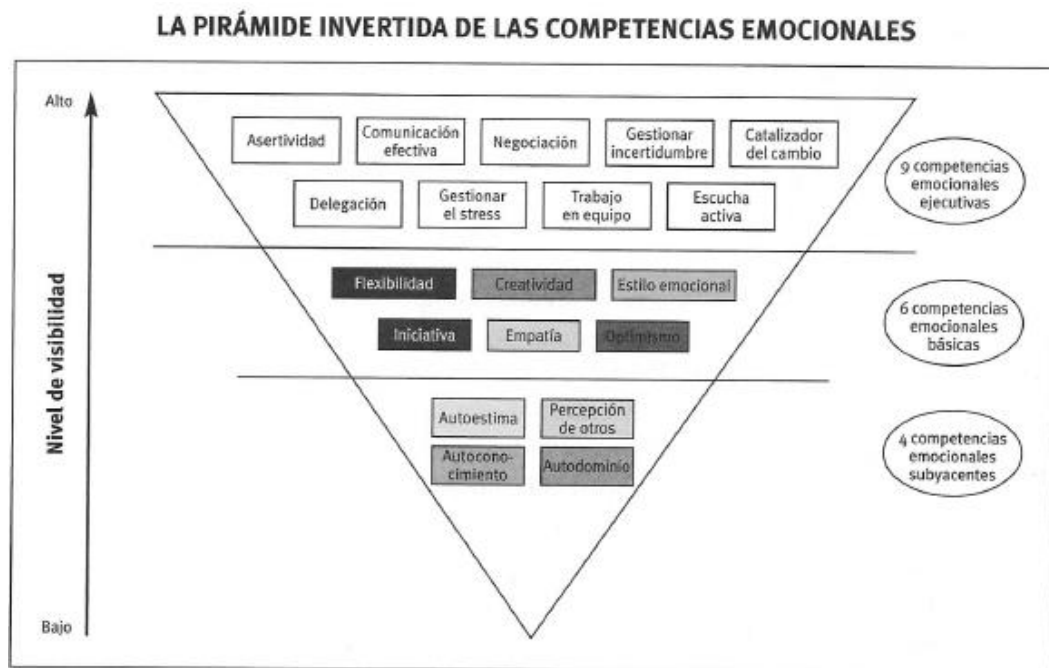 LA PIRÁMIDE INVERTIDA DE LAS COMPETENCIAS EMOCIONALES
Alto
Nivel de visibilidad
Bajo
Asertividad
Comunicación
efectiva
Negociación
Gestionar
incertidumbre
Catalizador
del cambio
Delegación
Gestionar
el stress
Trabajo
en equipo
Escucha
activa
9 competencias
emocionales
ejecutivas
Flexibilidad
Creatividad
Estilo emocional
Iniciativa
Empatía
Optimismo
6 competencias
emocionales
básicas
Autoestima
Percepción
de otros
Autocono-
cimiento
Autodominio
4 competencias
emocionales
subyacentes